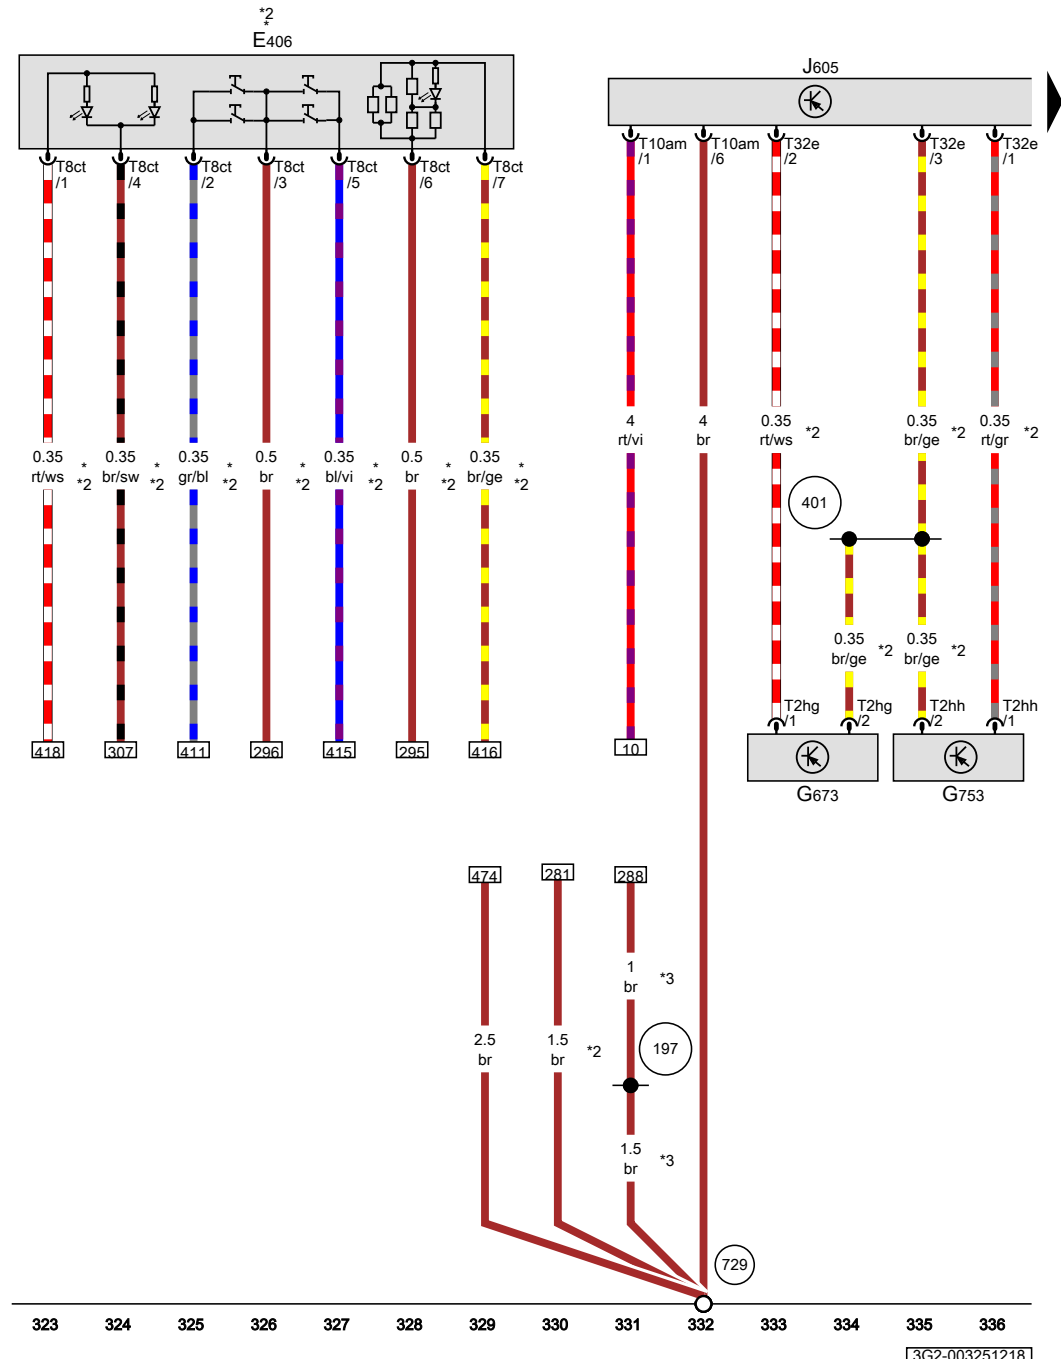 *2
*
E406
J605
T8ct /1
T8ct /4
T8ct /2
T8ct /3
T8ct /5
T8ct /6
T8ct /7
T10am /1
T10am /6
T32e /2
T32e /3
T32e /1
4 rt/vi
4 br
0.35 rt/ws *2
0.35 br/ge *2
0.35 rt/gr *2
0.35 rt/ws * *2
0.35 br/sw * *2
0.35 gr/bl * *2
0.5 br * *2
0.35 bl/vi * *2
0.5 br * *2
0.35 br/ge * *2
401
0.35 br/ge *2
0.35 br/ge *2
T2hg /1
T2hg /2
T2hh /2
T2hh /1
418
307
411
296
415
295
416
10
G673
G753
474
281
288
1 br *3
2.5 br
1.5 br *2
197
1.5 br *3
729
323 324 325 326 327 328 329 330 331 332 333 334 335 336
3G2-003251218